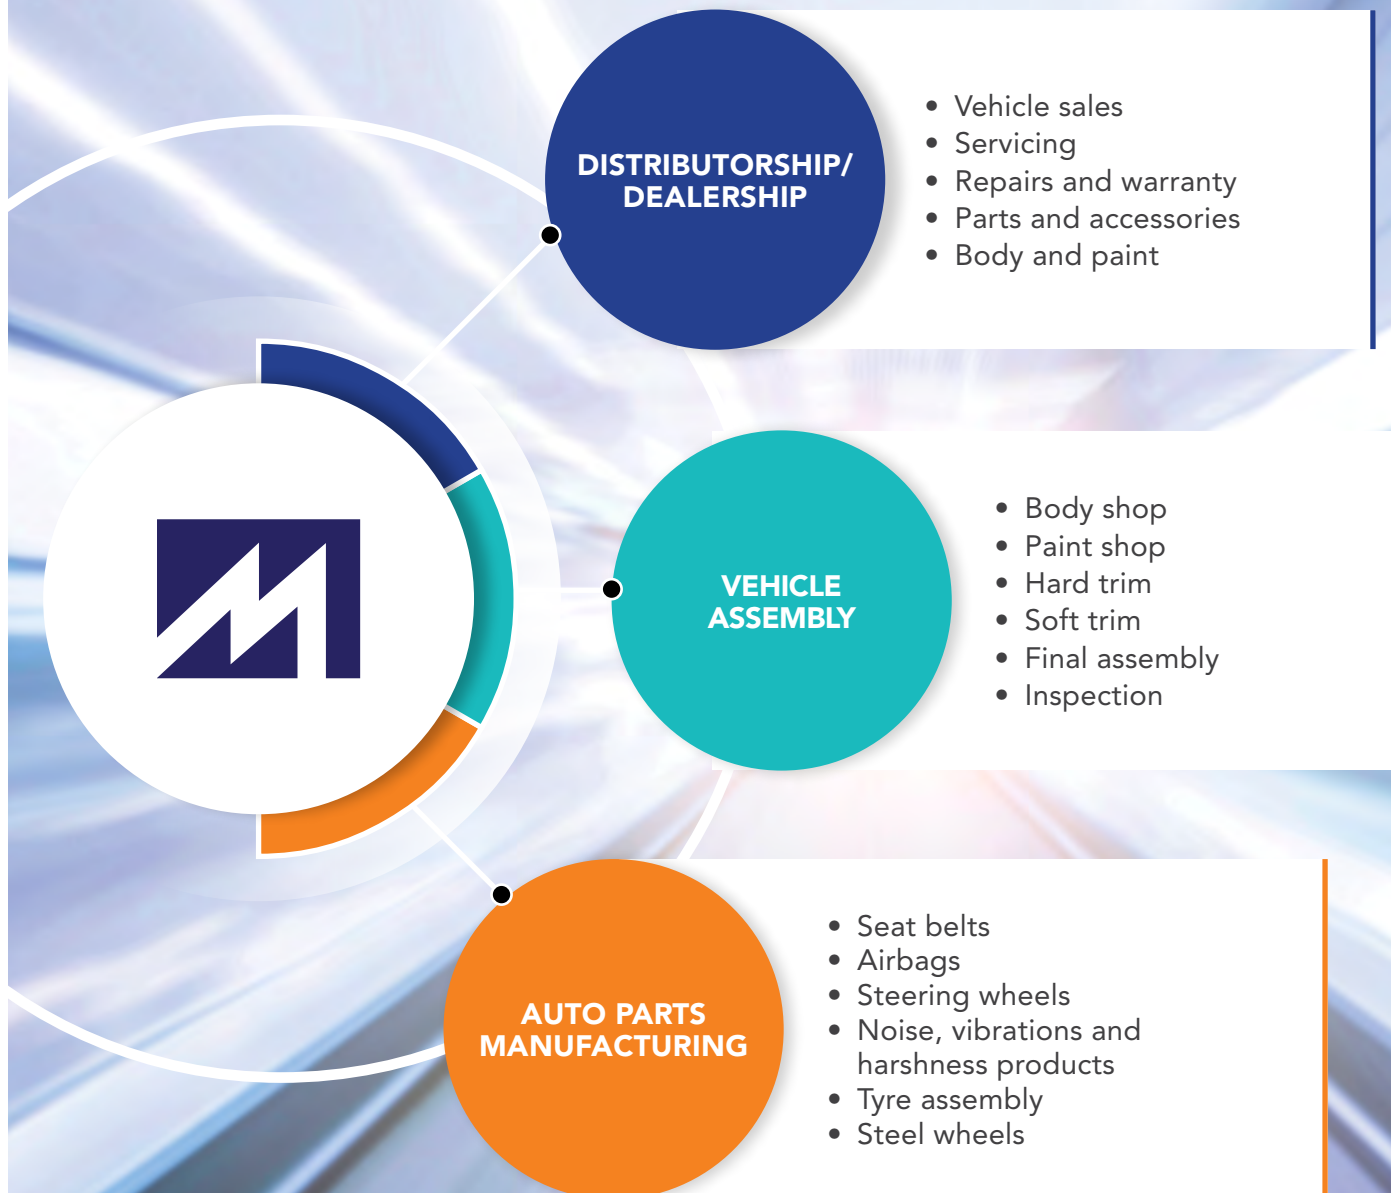 DISTRIBUTORSHIP/
DEALERSHIP
• Vehicle sales
• Servicing
• Repairs and warranty
• Parts and accessories
• Body and paint
VEHICLE
ASSEMBLY
• Body shop
• Paint shop
• Hard trim
• Soft trim
• Final assembly
• Inspection
AUTO PARTS
MANUFACTURING
• Seat belts
• Airbags
• Steering wheels
• Noise, vibrations and
harshness products
• Tyre assembly
• Steel wheels